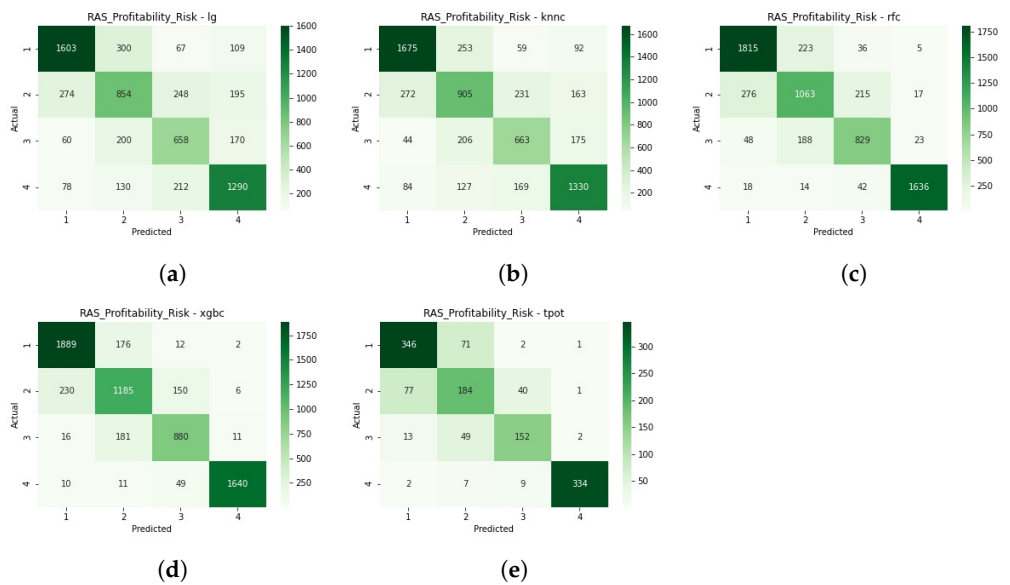 RAS_Profitability_Risk - lg
1600
1400
1200
1000
800
600
400
200
Actual
1 1603 300 67 109
2 274 854 248 195
3 60 200 658 170
4 78 130 212 1290
1 2 3 4
Predicted
(a)
RAS_Profitability_Risk - knnc
1600
1400
1200
1000
800
600
400
200
Actual
1 1675 253 59 92
2 272 905 231 163
3 44 206 663 175
4 84 127 169 1330
1 2 3 4
Predicted
(b)
RAS_Profitability_Risk - rfc
1750
1500
1250
1000
750
500
250
Actual
1 1815 223 36 5
2 276 1063 215 17
3 48 188 829 23
4 18 14 42 1636
1 2 3 4
Predicted
(c)
RAS_Profitability_Risk - xgbc
1750
1500
1250
1000
750
500
250
Actual
1 1889 176 12 2
2 230 1185 150 6
3 16 181 880 11
4 10 11 49 1640
1 2 3 4
Predicted
(d)
RAS_Profitability_Risk - tpot
300
250
200
150
100
50
Actual
1 346 71 2 1
2 77 184 40 1
3 13 49 152 2
4 2 7 9 334
1 2 3 4
Predicted
(e)